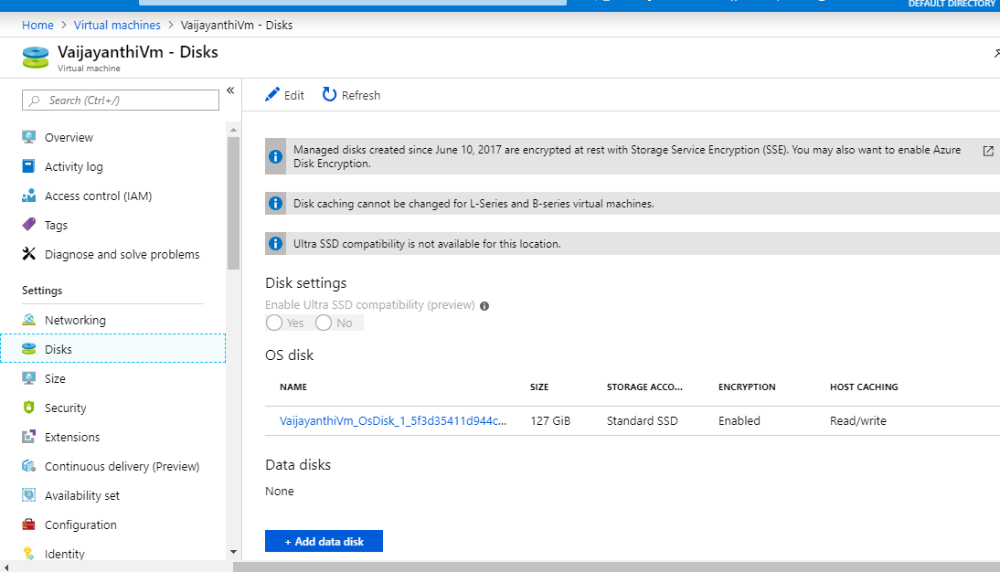 DEFAULT DIRECTORY
Home > Virtual machines > VaijayanthiVm - Disks
VaijayanthiVm - Disks
Virtual machine
Search (Ctrl+/)
«
Overview
Activity log
Access control (IAM)
Tags
Diagnose and solve problems
Settings
Networking
Disks
Size
Security
Extensions
Continuous delivery (Preview)
Availability set
Configuration
Identity
Edit Refresh
Managed disks created since June 10, 2017 are encrypted at rest with Storage Service Encryption (SSE). You may also want to enable Azure
Disk Encryption.
Disk caching cannot be changed for L-Series and B-series virtual machines.
Ultra SSD compatibility is not available for this location.
Disk settings
Enable Ultra SSD compatibility (preview)
Yes No
OS disk
NAME SIZE STORAGE ACCO... ENCRYPTION HOST CACHING
VaijayanthiVm_OsDisk_1_5f3d35411d944c... 127 GiB Standard SSD Enabled Read/write
Data disks
None
+ Add data disk